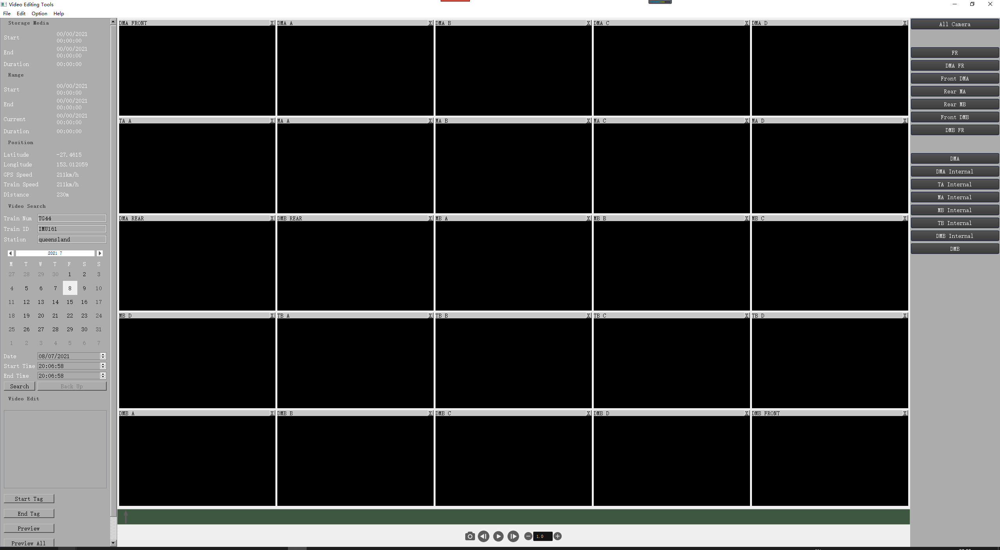 Video Editing Tools
File Edit Option Help
Storage Media
Start 00/00/2021 00:00:00
End 00/00/2021 00:00:00
Duration 00:00:00
Range
Start 00/00/2021 00:00:00
End 00/00/2021 00:00:00
Current 00/00/2021 00:00:00
Duration 00:00:00
Position
Latitude -27.4615
Longitude 153.012059
GPS Speed 211km/h
Train Speed 211km/h
Distance 230m
Video Search
Train Num TG44
Train ID IMU161
Station queensland
2021 7
M T W T F S S
27 28 29 30 1 2 3
4 5 6 7 8 9 10
11 12 13 14 15 16 17
18 19 20 21 22 23 24
25 26 27 28 29 30 31
1 2 3 4 5 6 7
Date 08/07/2021
Start Time 20:06:58
End Time 20:06:58
Search Back Up
Video Edit
Start Tag
End Tag
Preview
Preview All
DMA FRONT X DMA A X DMA B X DMA C X DMA D X
TA A X MA A X MA B X MA C X MA D X
DMA REAR X DMB REAR X MB A X MB B X MB C X
MB D X TB A X TB B X TB C X TB D X
DMB A X DMB B X DMB C X DMB D X DMB FRONT X
1.0
All Camera
FR
DMA FR
Front DMA
Rear MA
Rear MB
Front DMB
DMB FR
DMA
DMA Internal
TA Internal
MA Internal
MB Internal
TB Internal
DMB Internal
DMB